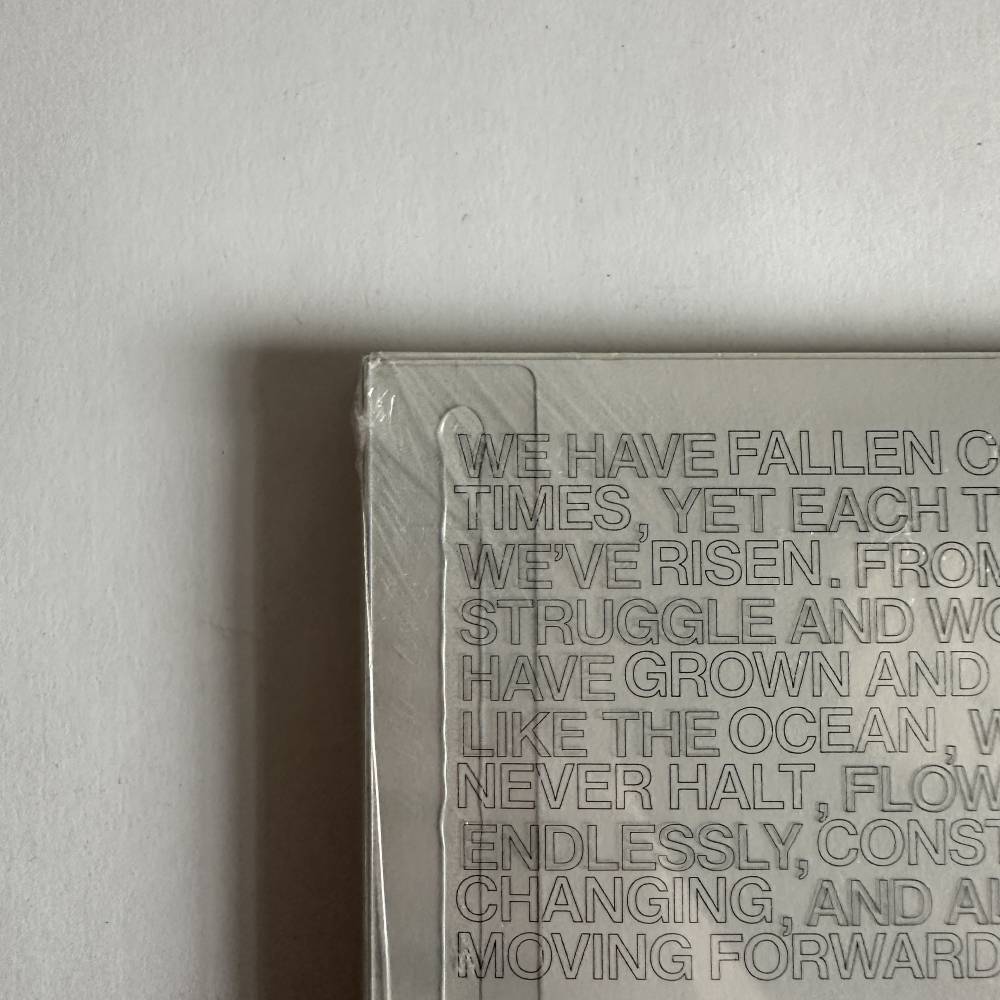 WE HAVE FALLEN
TIMES, YET EACH
WE'VE RISEN. FROM
STRUGGLE AND
HAVE GROWN AND
LIKE THE OCEAN,
NEVER HALT,
ENDLESSLY,
CHANGING, AND
MOVING FORWARD